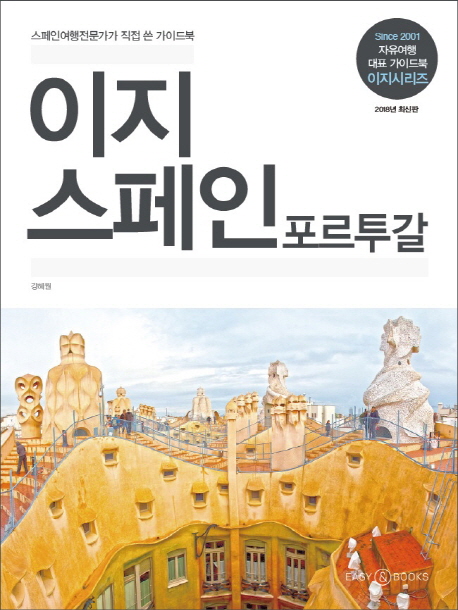 스페인여행전문가가 직접 쓴 가이드북
Since 2001
자유여행
대표 가이드북
이지시리즈
2018년 최신판
이지
스페인 포르투갈
강혜원
EASY & BOOKS